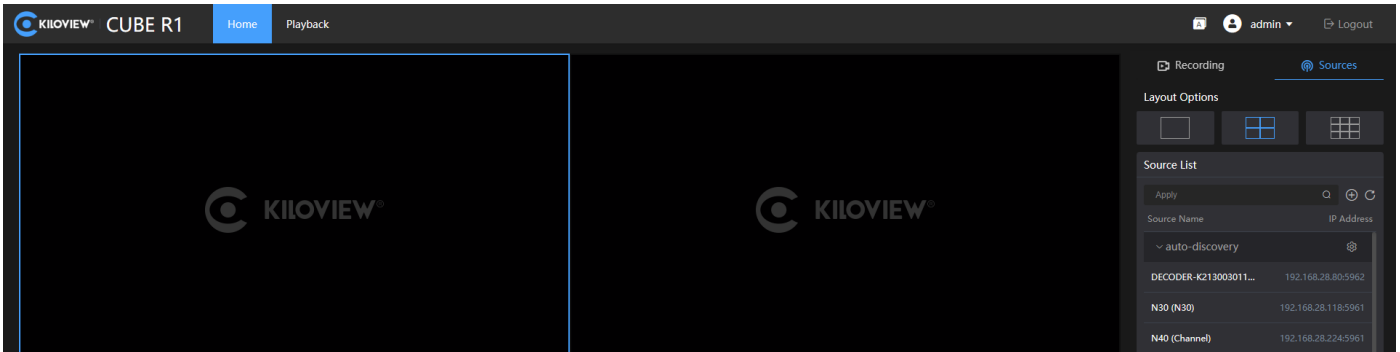 KILOVIEW® CUBE R1 Home Playback A admin Logout
Recording Sources
Layout Options
KILOVIEW® KILOVIEW®
Source List
Apply
Source Name IP Address
auto-discovery
DECODER-K213003011... 192.168.28.80:5962
N30 (N30) 192.168.28.118:5961
N40 (Channel) 192.168.28.224:5961